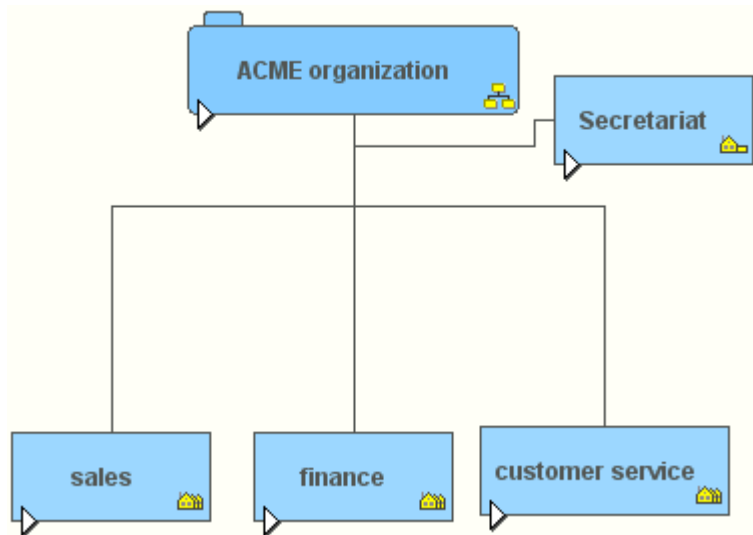 ACME organization
Secretariat
sales
finance
customer service